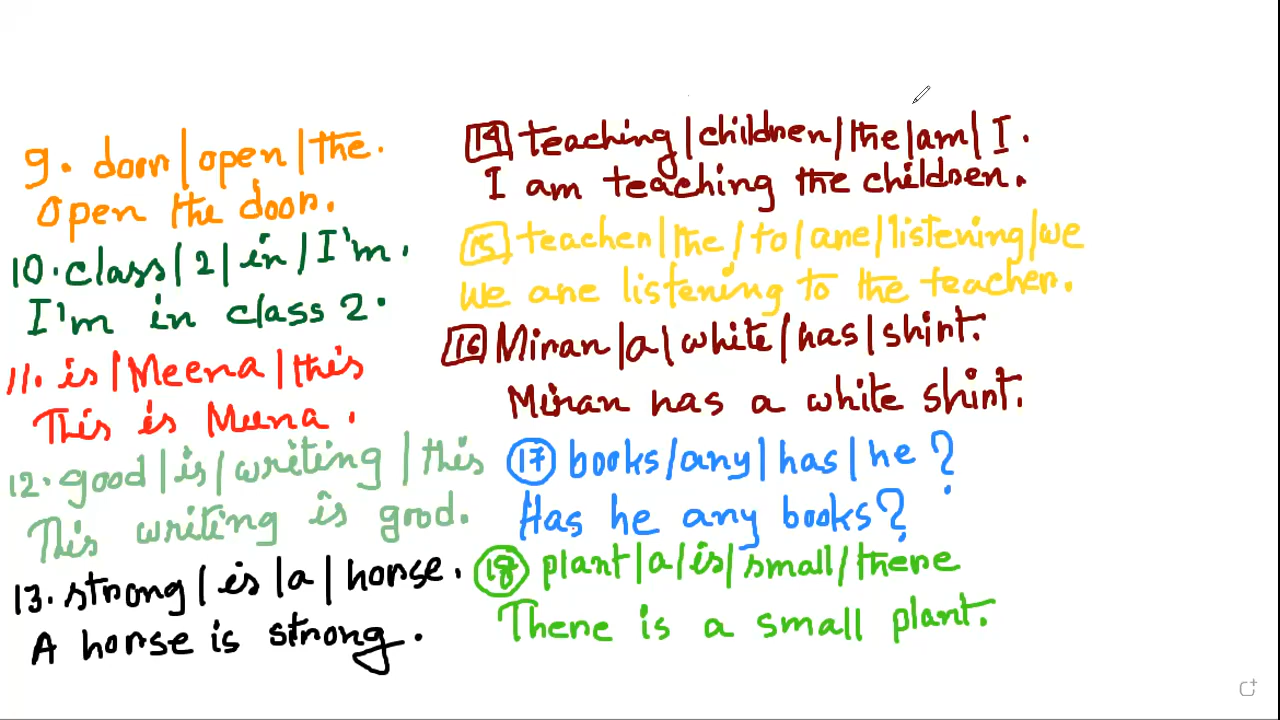 9. door/open/the.
Open the door.
10. class/2/in/I'm.
I'm in class 2.
11. is/Meena/this
This is Meena.
12. good/is/writing/this
This writing is good.
13. strong/is/a/horse.
A horse is strong.
14 teaching/children/the/am/I.
I am teaching the children.
15 teacher/the/to/are/listening/we
We are listening to the teacher.
16 Miran/a/white/has/shirt.
Miran has a white shirt.
17 books/any/has/he?
Has he any books?
18 plant/a/is/small/there
There is a small plant.